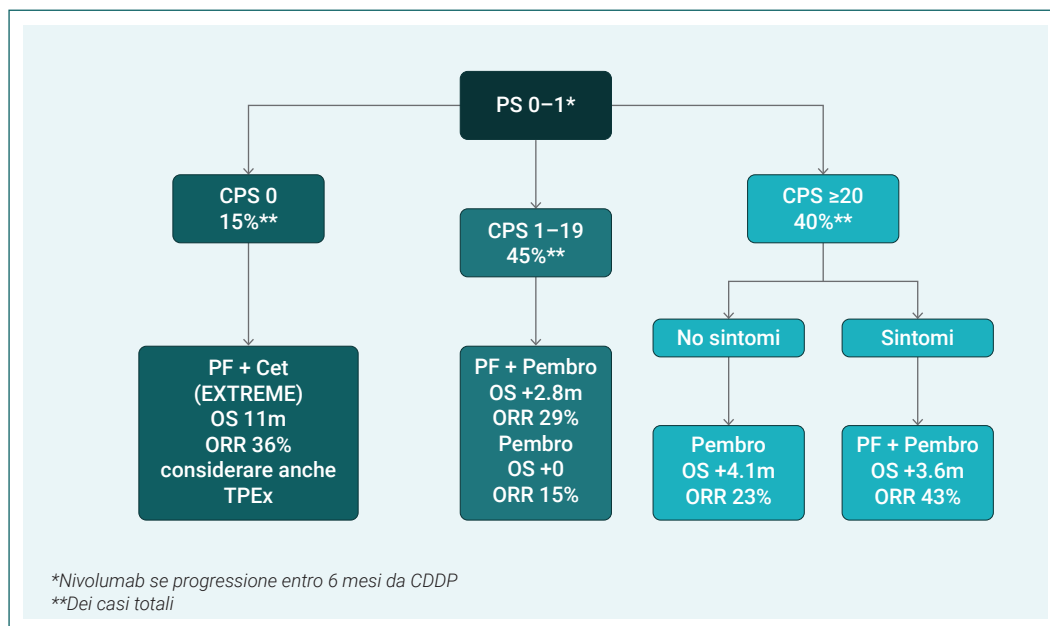 PS 0–1*
CPS 0
15%**
CPS 1–19
45%**
CPS ≥20
40%**
No sintomi
Sintomi
PF + Cet
(EXTREME)
OS 11m
ORR 36%
considerare anche
TPEx
PF + Pembro
OS +2.8m
ORR 29%
Pembro
OS +0
ORR 15%
Pembro
OS +4.1m
ORR 23%
PF + Pembro
OS +3.6m
ORR 43%
*Nivolumab se progressione entro 6 mesi da CDDP
**Dei casi totali